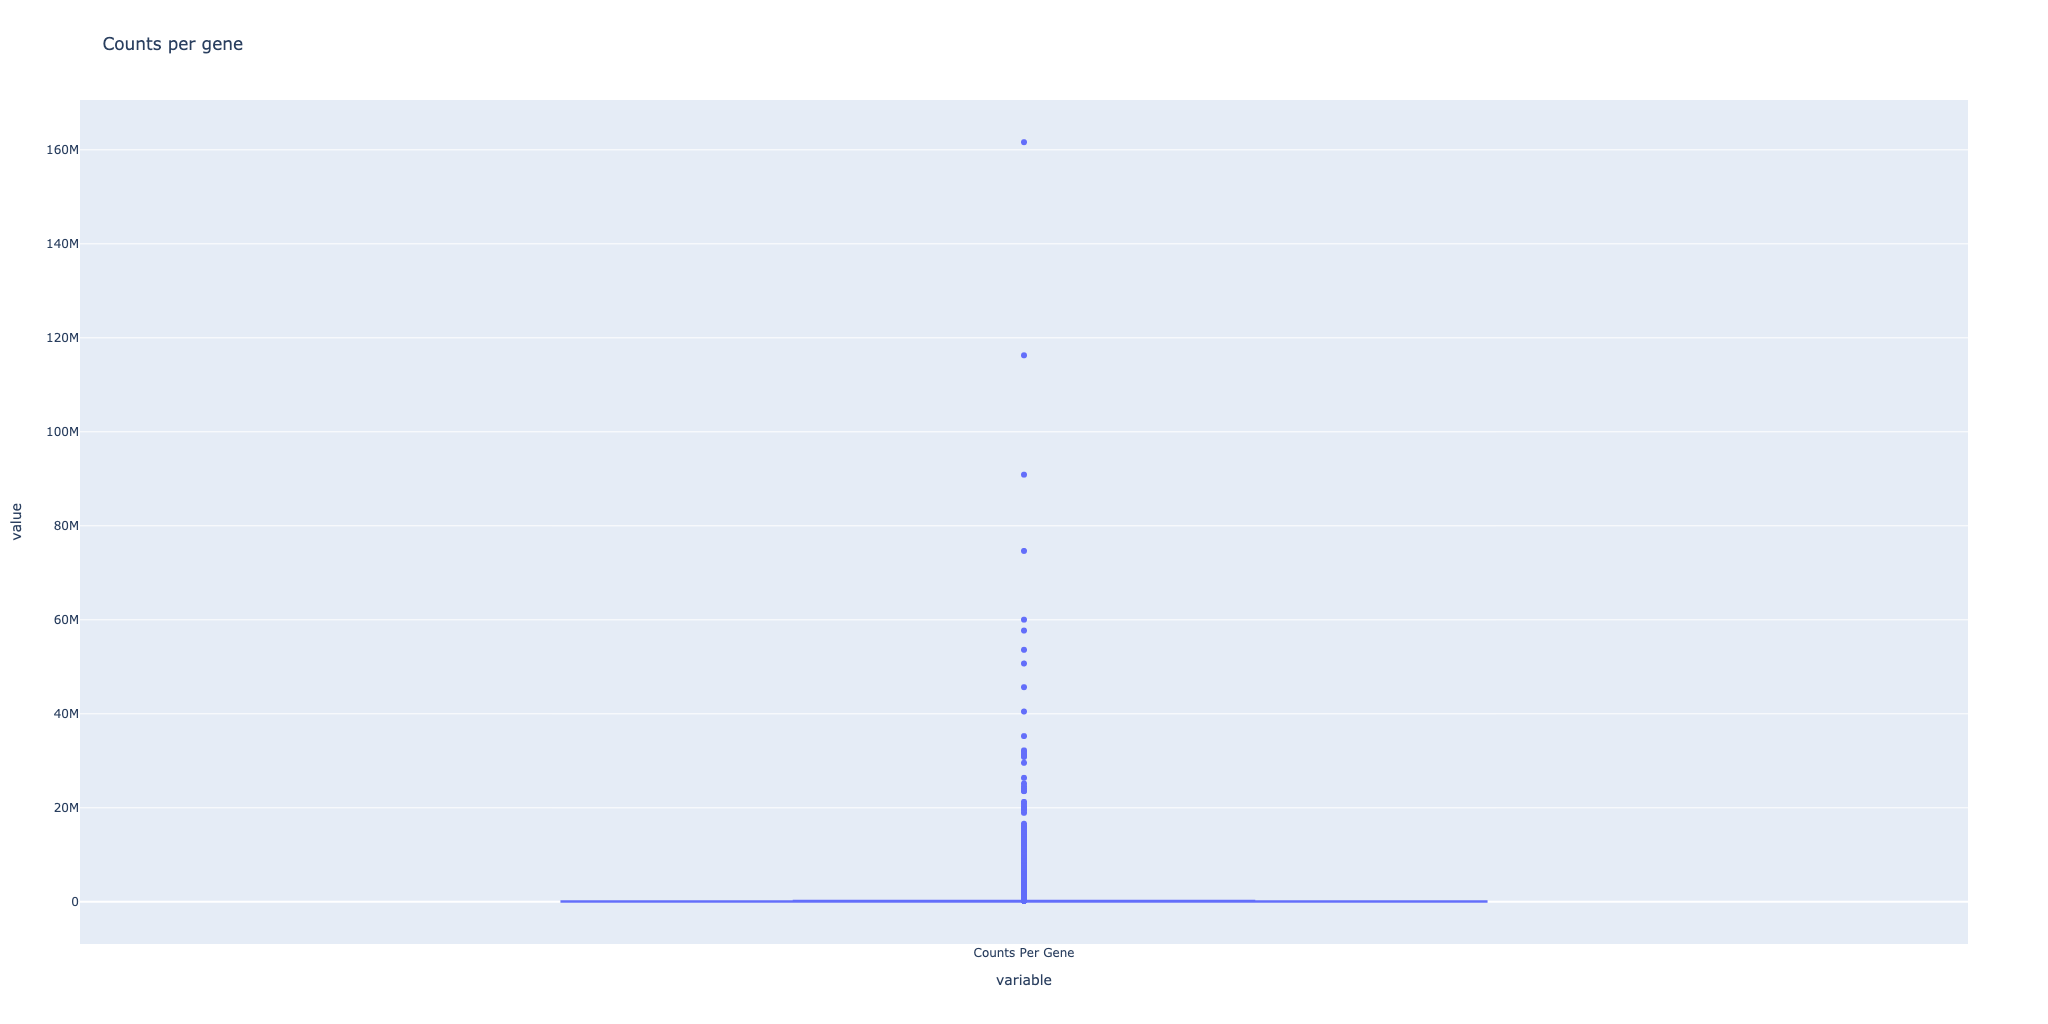 Counts per gene
160M
140M
120M
100M
80M
60M
40M
20M
0
value
Counts Per Gene
variable